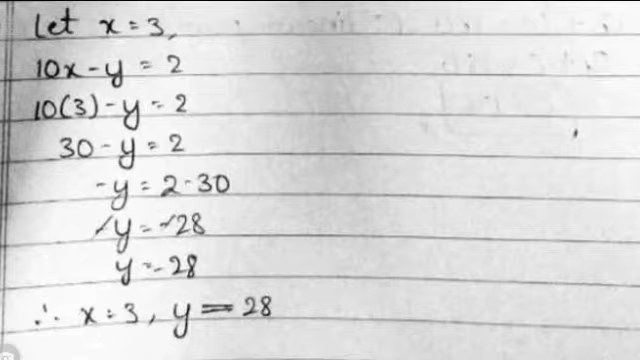 Let x = 3,
10x - y = 2
10(3) - y = 2
30 - y = 2
-y = 2 - 30
-y = -28
y = 28
∴ x = 3, y = 28